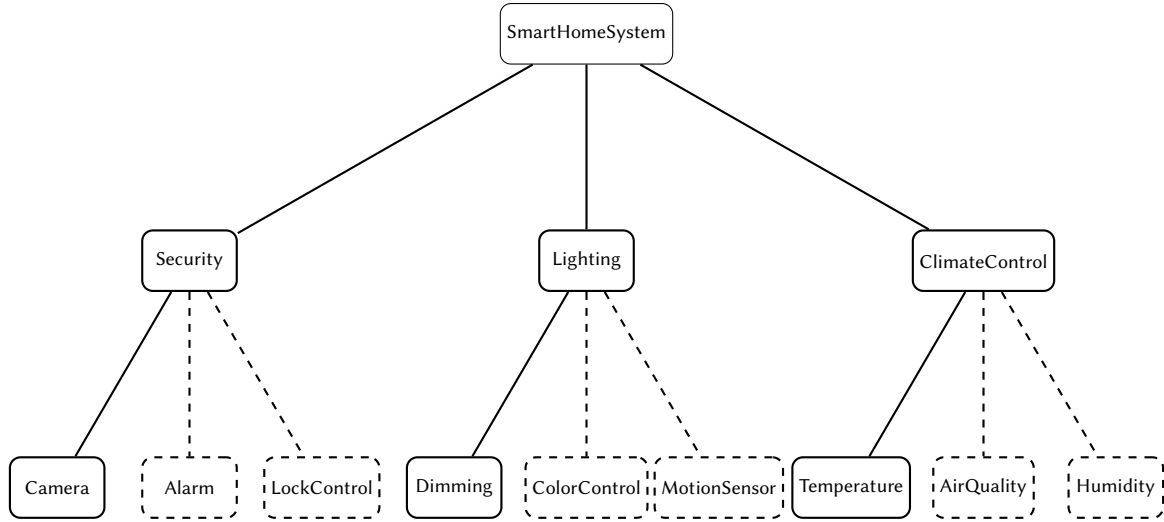 SmartHomeSystem
Security
Lighting
ClimateControl
Camera
Alarm
LockControl
Dimming
ColorControl
MotionSensor
Temperature
AirQuality
Humidity